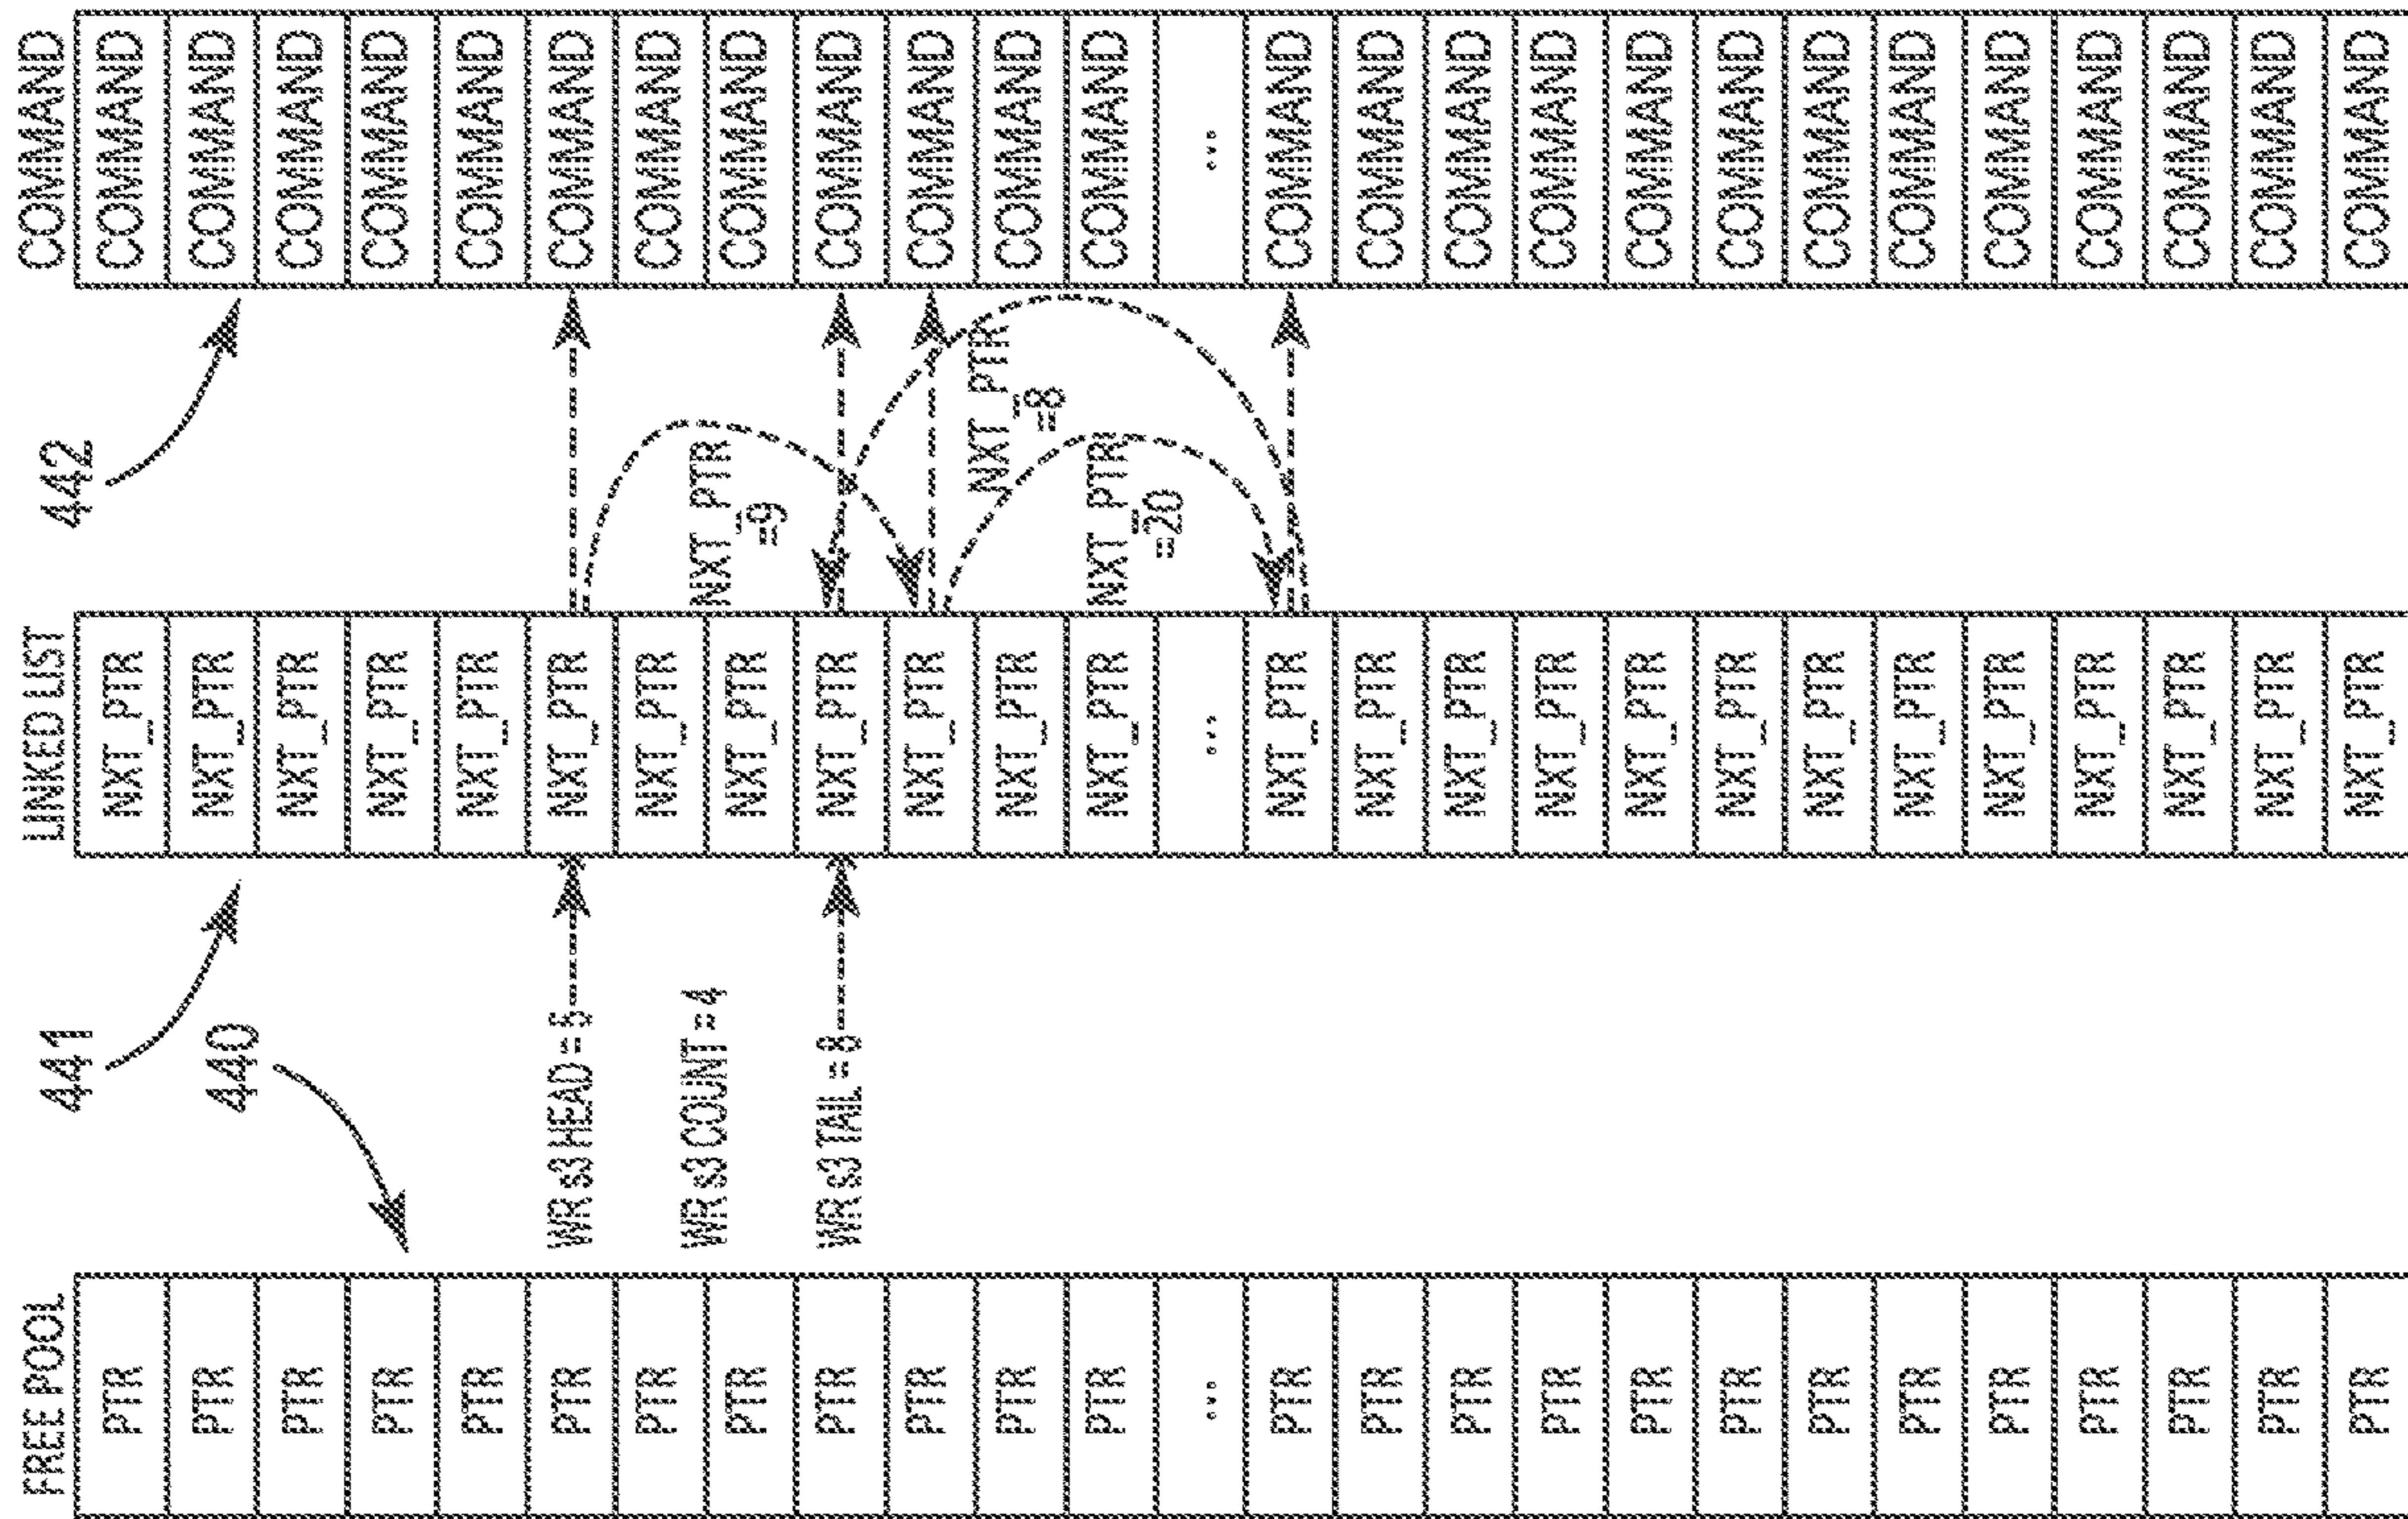 FREE POOL
PTR
PTR
PTR
PTR
PTR
PTR
PTR
PTR
PTR
PTR
PTR
PTR
...
PTR
PTR
PTR
PTR
PTR
PTR
PTR
PTR
PTR
PTR
PTR
PTR
PTR
441
440
WR s3 HEAD = 5
WR s3 COUNT = 4
WR s3 TAIL = 8
LINKED LIST
NXT_PTR
NXT_PTR
NXT_PTR
NXT_PTR
NXT_PTR
NXT_PTR
NXT_PTR
NXT_PTR
NXT_PTR
NXT_PTR
NXT_PTR
NXT_PTR
...
NXT_PTR
NXT_PTR
NXT_PTR
NXT_PTR
NXT_PTR
NXT_PTR
NXT_PTR
NXT_PTR
NXT_PTR
NXT_PTR
NXT_PTR
NXT_PTR
NXT_PTR
442
NXT_PTR
=9
NXT_PTR
=8
NXT_PTR
=20
COMMAND
COMMAND
COMMAND
COMMAND
COMMAND
COMMAND
COMMAND
COMMAND
COMMAND
COMMAND
COMMAND
COMMAND
COMMAND
...
COMMAND
COMMAND
COMMAND
COMMAND
COMMAND
COMMAND
COMMAND
COMMAND
COMMAND
COMMAND
COMMAND
COMMAND
COMMAND